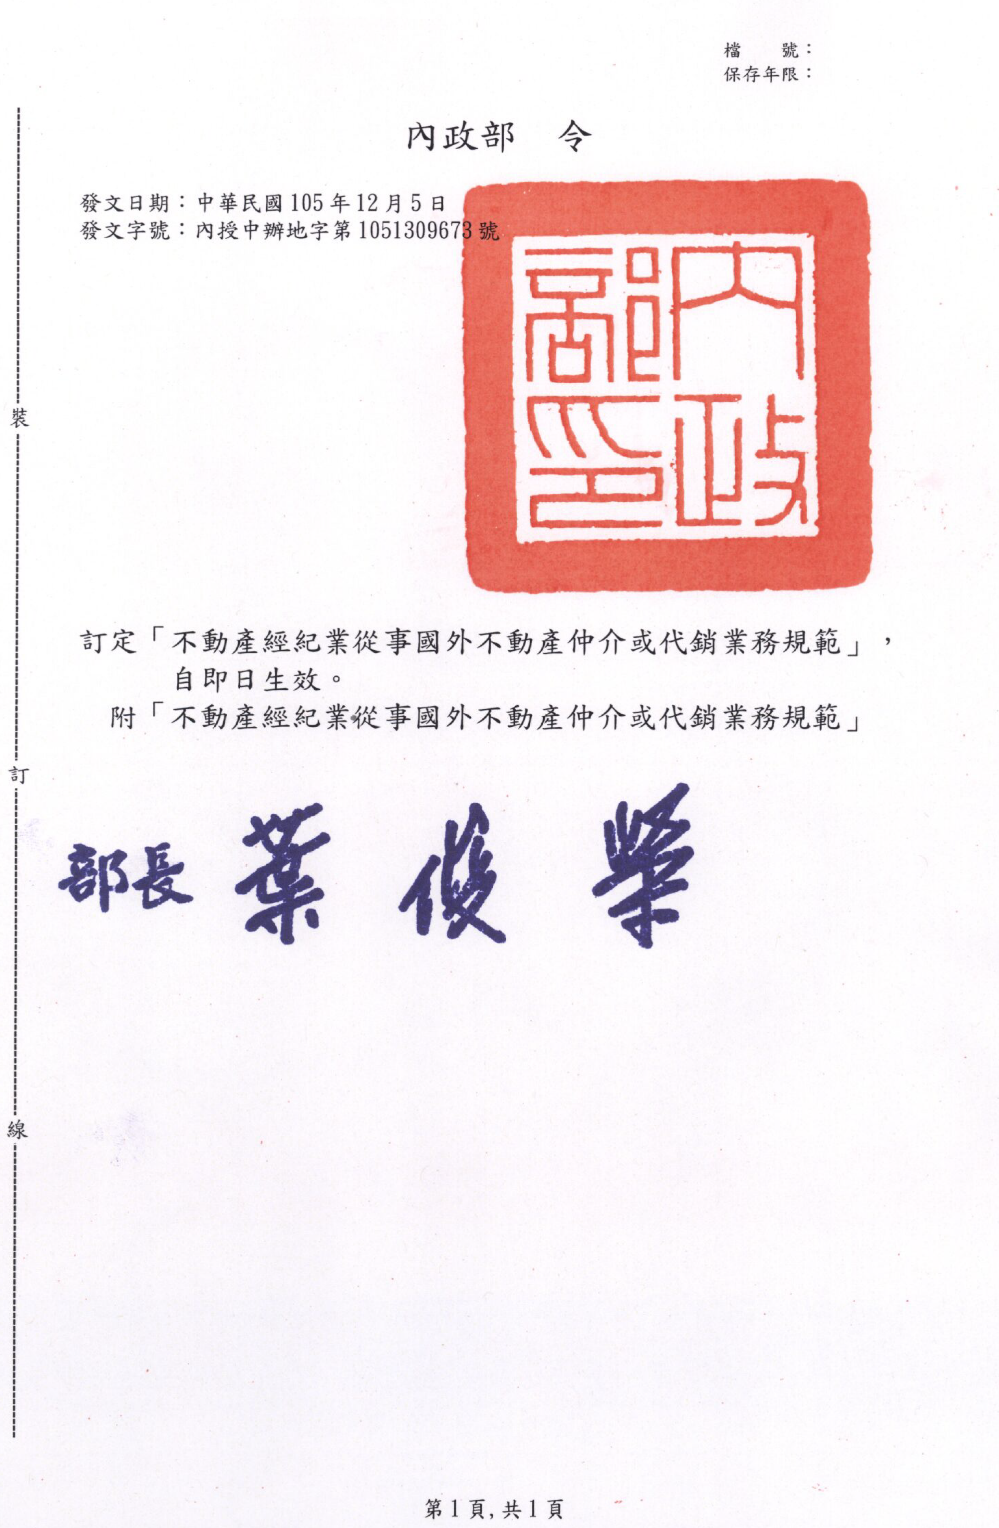 檔　　號：
保存年限：
內政部　令
發文日期：中華民國105年12月5日
發文字號：內授中辦地字第1051309673號
內政部印
訂定「不動產經紀業從事國外不動產仲介或代銷業務規範」，
自即日生效。
附「不動產經紀業從事國外不動產仲介或代銷業務規範」
部長 葉俊榮
裝
訂
線
第1頁,共1頁